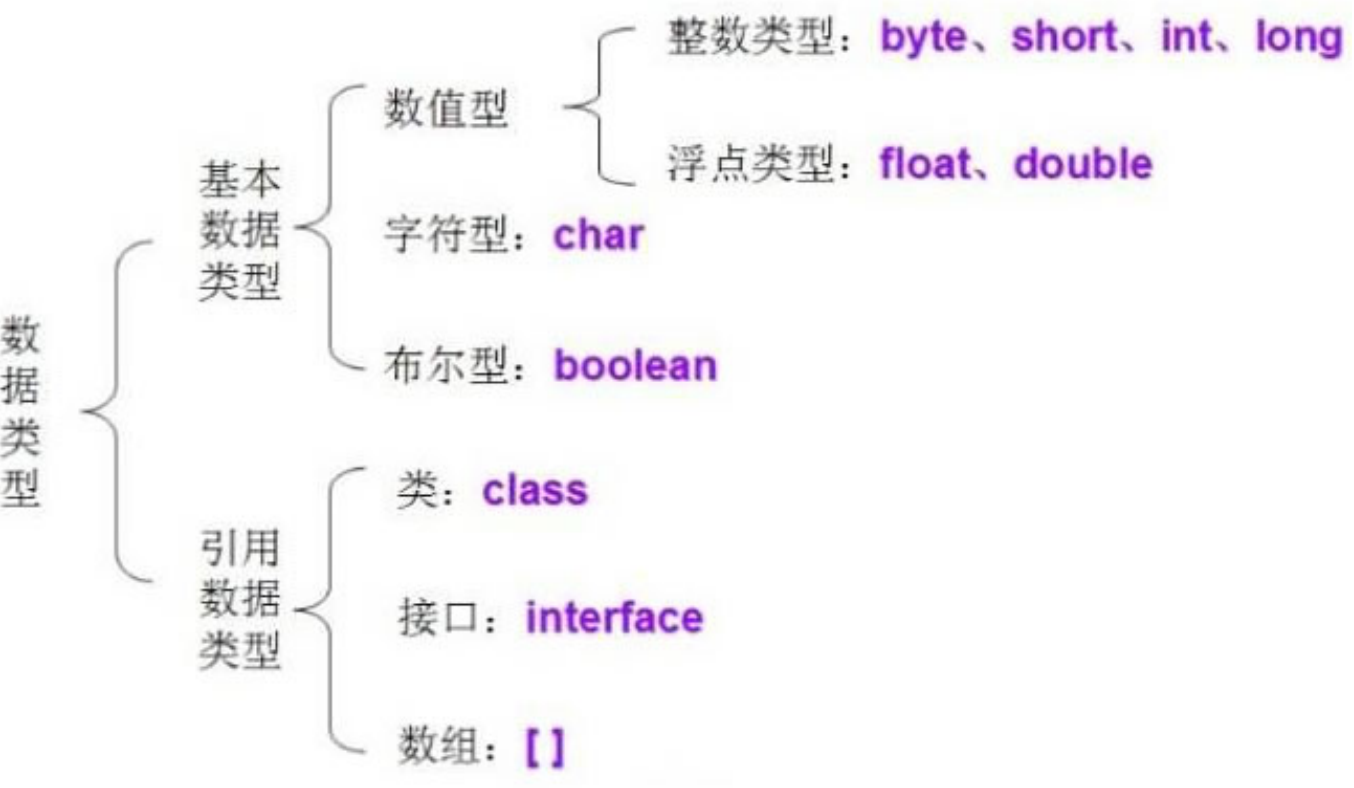 数据类型
基本数据类型
数值型
整数类型：byte、short、int、long
浮点类型：float、double
字符型：char
布尔型：boolean
引用数据类型
类：class
接口：interface
数组：[ ]